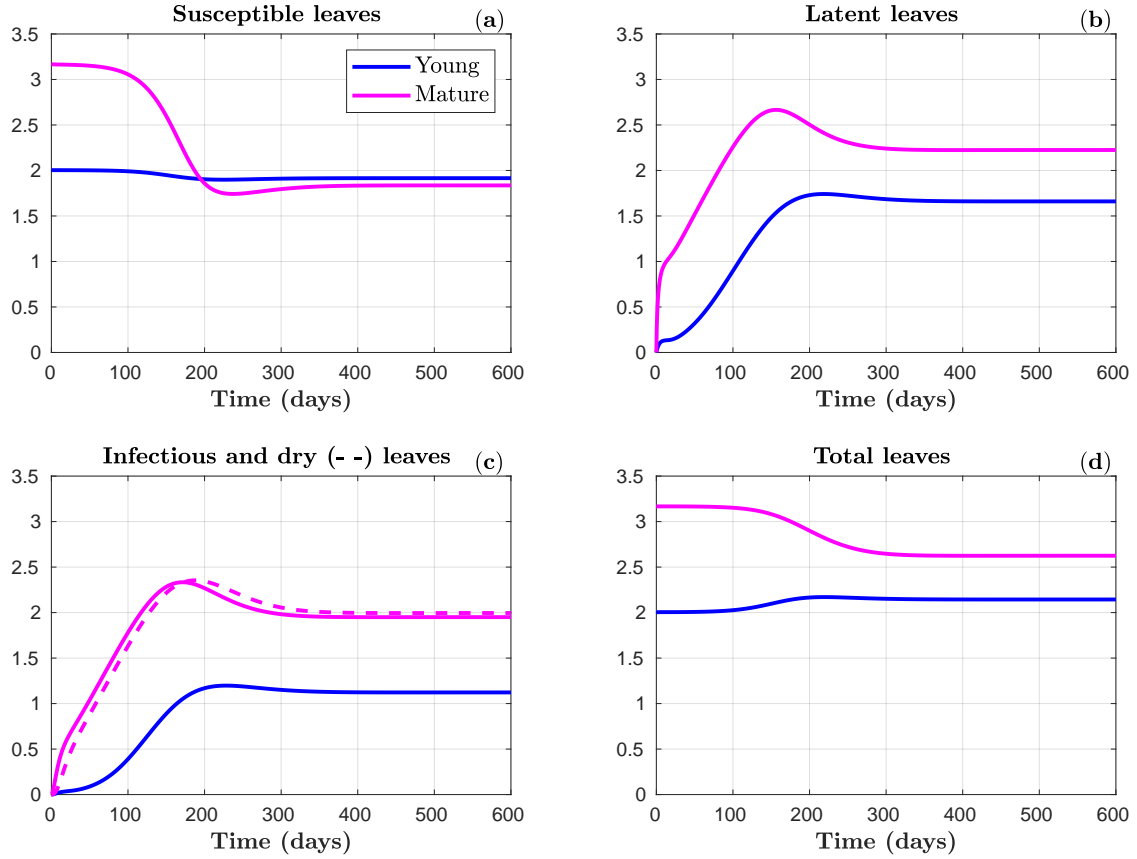 Susceptible leaves (a)
3.5
3
2.5
2
1.5
1
0.5
0
Young
Mature
0 100 200 300 400 500 600
Time (days)
Latent leaves (b)
3.5
3
2.5
2
1.5
1
0.5
0
0 100 200 300 400 500 600
Time (days)
Infectious and dry (- -) leaves (c)
3.5
3
2.5
2
1.5
1
0.5
0
0 100 200 300 400 500 600
Time (days)
Total leaves (d)
3.5
3
2.5
2
1.5
1
0.5
0
0 100 200 300 400 500 600
Time (days)